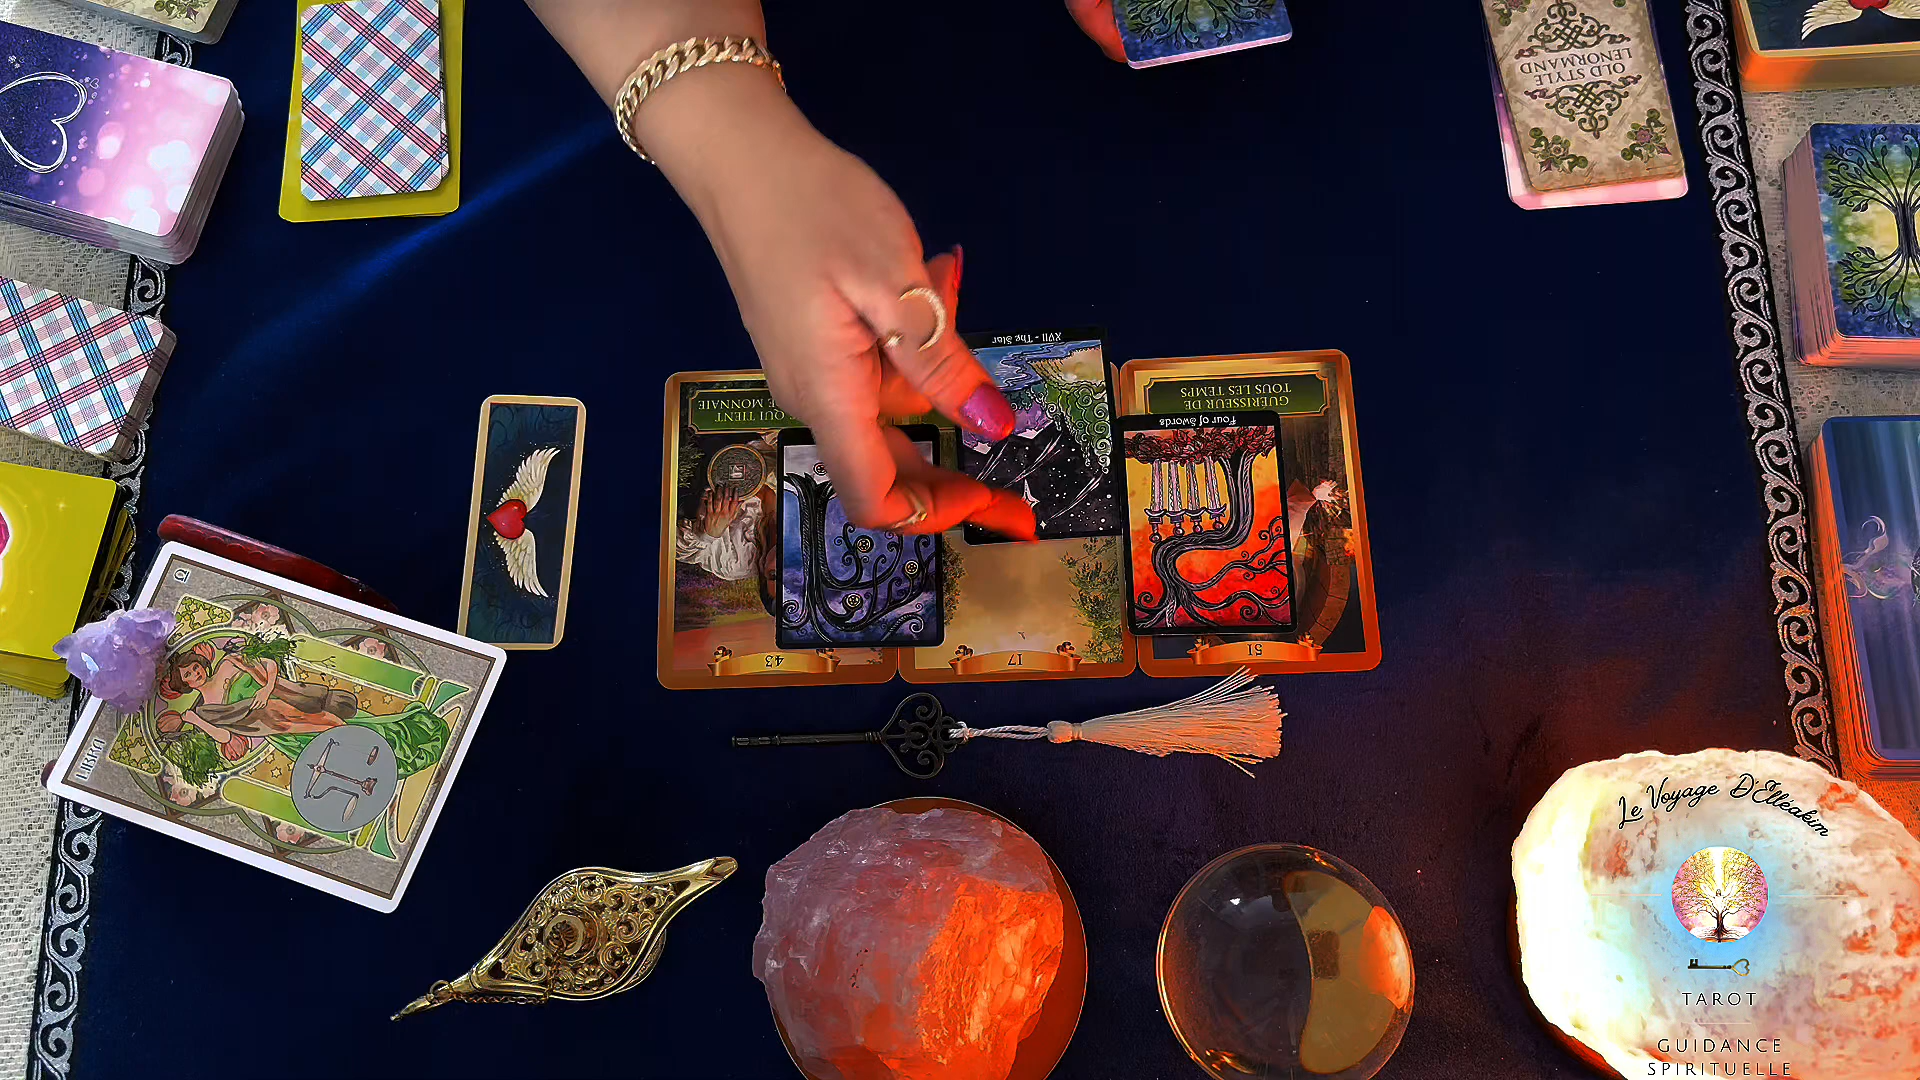 OLD STYLE
LENORMAND
XVII - The Star
QUI TIENT
MONNAIE
GUÉRISSEUR DE
TOUS LES TEMPS
Four of Swords
43
17
51
LIBRA
Le Voyage D'Elléakim
TAROT
GUIDANCE
SPIRITUELLE